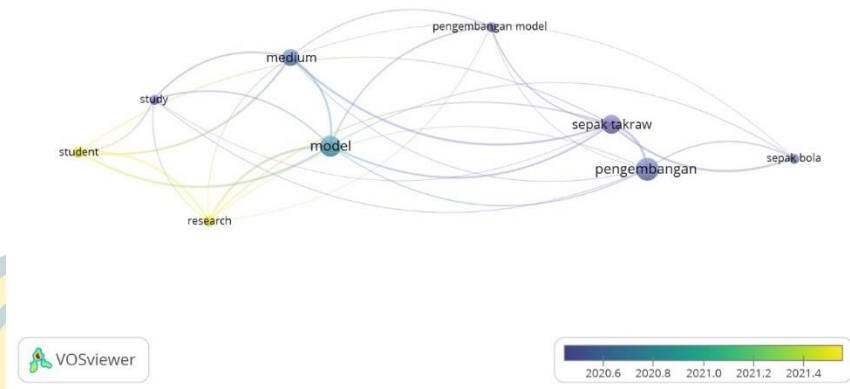 pengembangan model
medium
study
sepak takraw
student
model
sepak bola
pengembangan
research
VOSviewer
2020.6 2020.8 2021.0 2021.2 2021.4